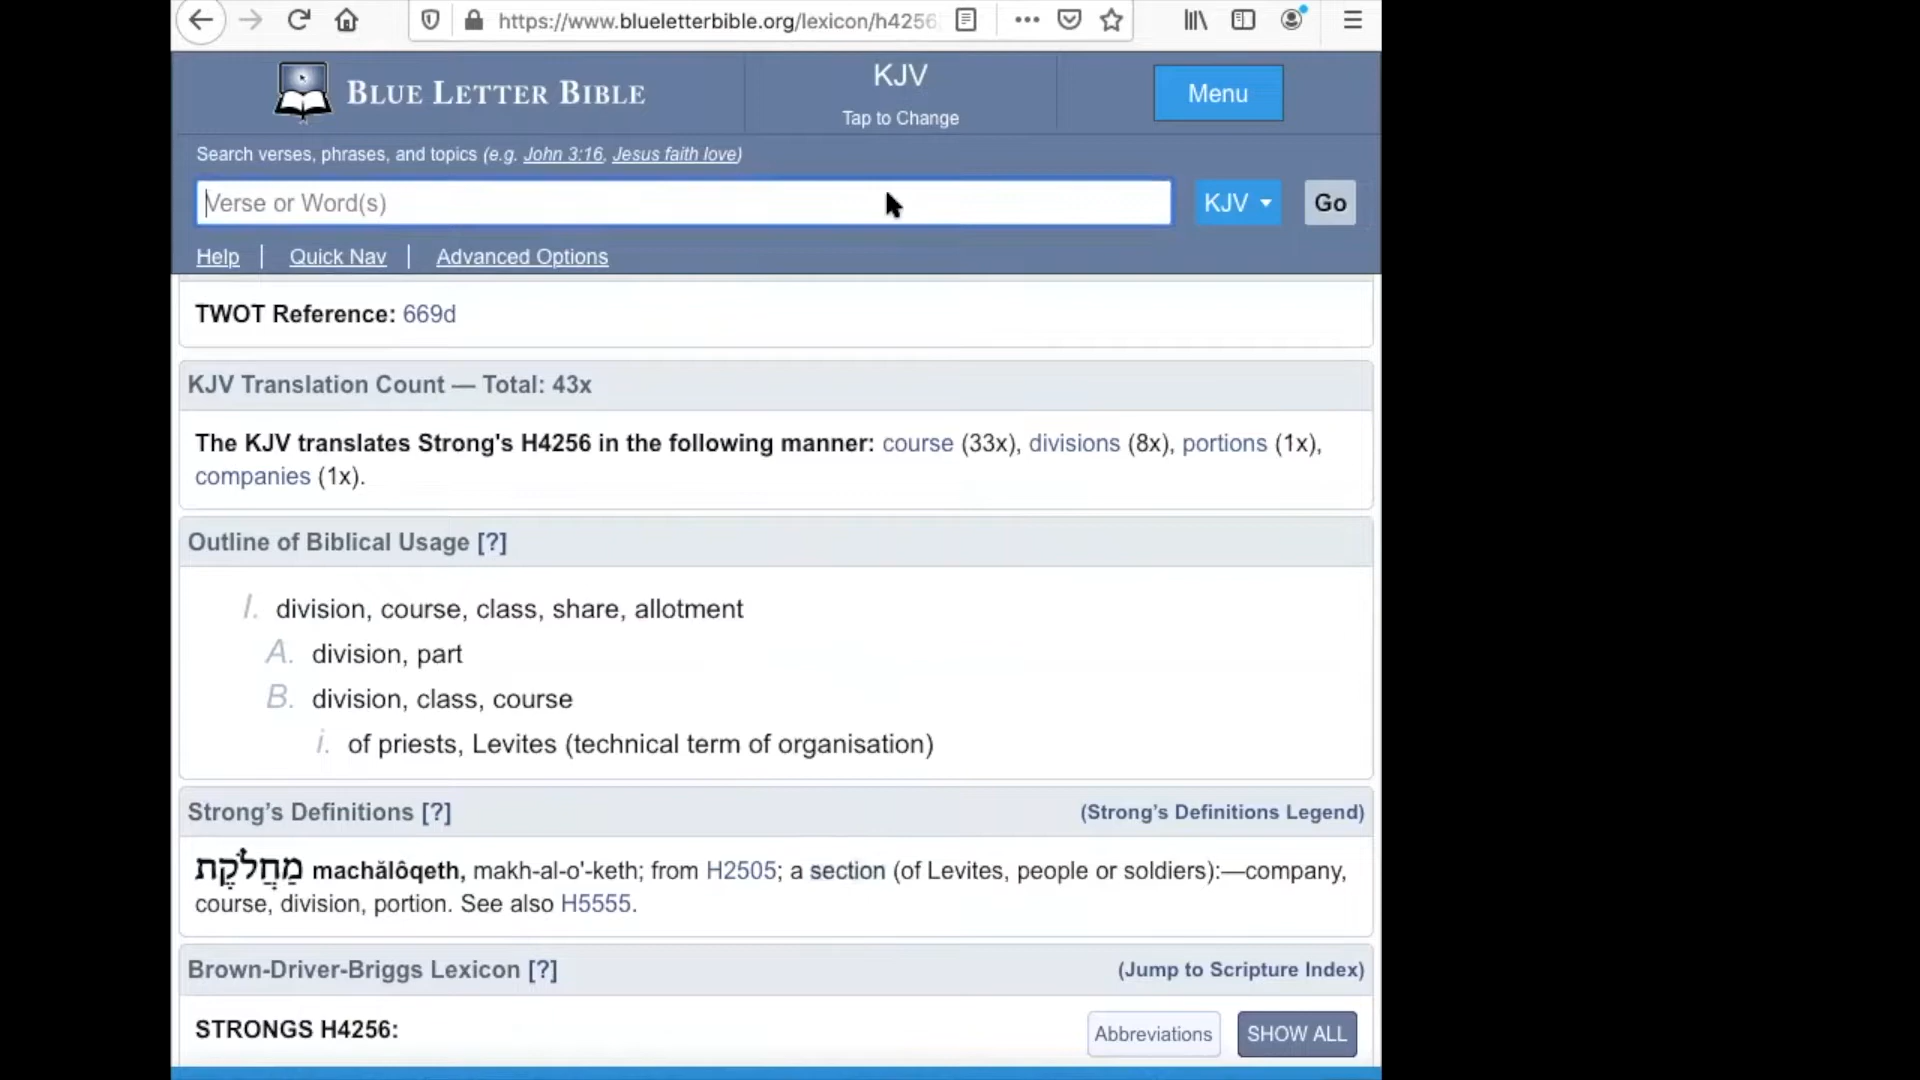 https://www.blueletterbible.org/lexicon/h4256
BLUE LETTER BIBLE
KJV
Tap to Change
Menu
Search verses, phrases, and topics (e.g. John 3:16, Jesus faith love)
Verse or Word(s)
KJV
Go
Help | Quick Nav | Advanced Options
TWOT Reference: 669d
KJV Translation Count — Total: 43x
The KJV translates Strong's H4256 in the following manner: course (33x), divisions (8x), portions (1x),
companies (1x).
Outline of Biblical Usage [?]
I. division, course, class, share, allotment
A. division, part
B. division, class, course
i. of priests, Levites (technical term of organisation)
Strong’s Definitions [?] (Strong’s Definitions Legend)
מַחֲלֹקֶת machălôqeth, makh-al-o'-keth; from H2505; a section (of Levites, people or soldiers):—company,
course, division, portion. See also H5555.
Brown-Driver-Briggs Lexicon [?] (Jump to Scripture Index)
STRONGS H4256: Abbreviations SHOW ALL